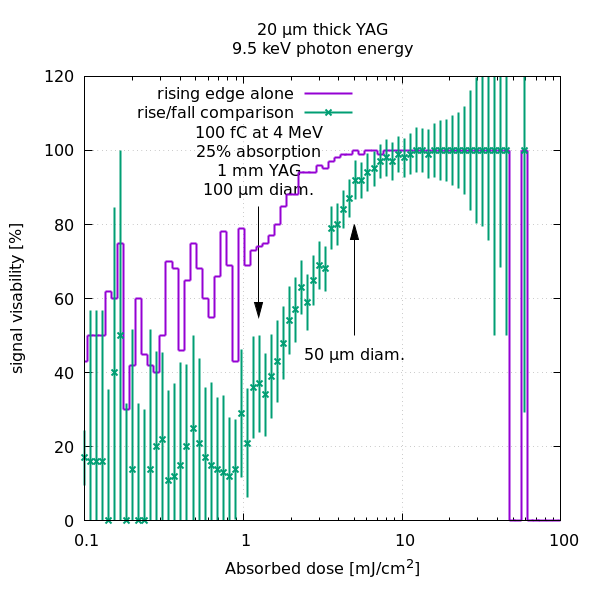 20 µm thick YAG
9.5 keV photon energy
120
100
80
60
40
20
0
signal visability [%]
rising edge alone
rise/fall comparison
100 fC at 4 MeV
25% absorption
1 mm YAG
100 µm diam.
50 µm diam.
0.1
1
10
100
Absorbed dose [mJ/cm²]